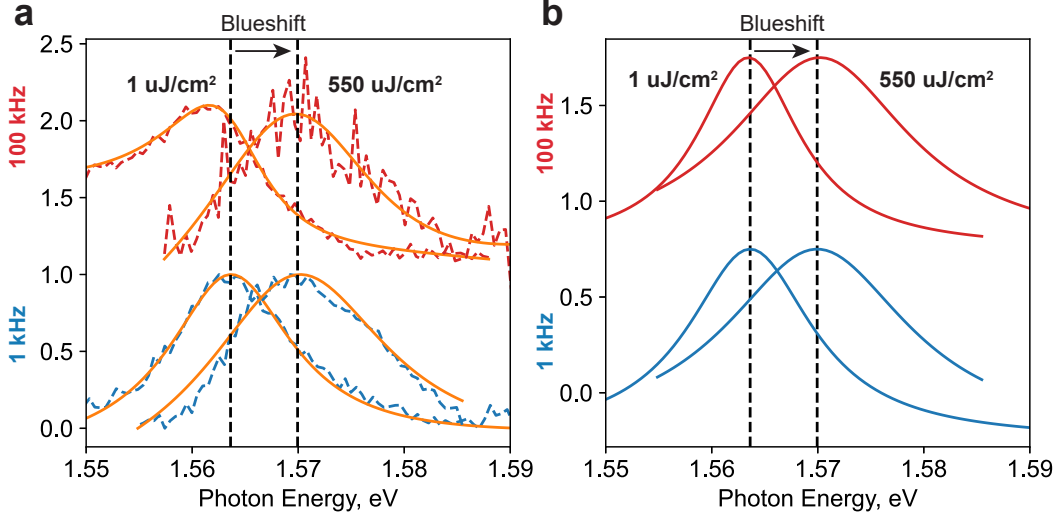 a
Blueshift
1 uJ/cm²
550 uJ/cm²
100 kHz
1 kHz
2.5
2.0
1.5
1.0
0.5
0.0
1.55
1.56
1.57
1.58
1.59
Photon Energy, eV
b
Blueshift
1 uJ/cm²
550 uJ/cm²
100 kHz
1 kHz
1.5
1.0
0.5
0.0
1.55
1.56
1.57
1.58
1.59
Photon Energy, eV